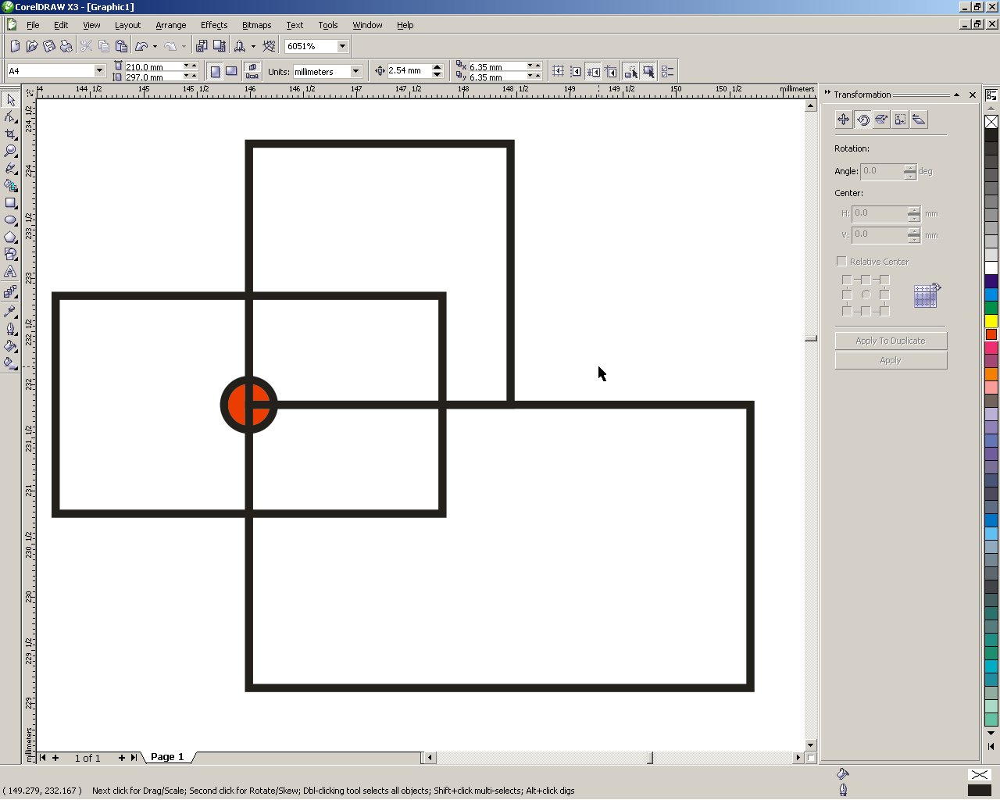 CorelDRAW X3 - [Graphic1]
File Edit View Layout Arrange Effects Bitmaps Text Tools Window Help
6051%
A4 210.0 mm 297.0 mm Units: millimeters 2.54 mm 6.35 mm 6.35 mm
44 144 1/2 145 145 1/2 146 146 1/2 147 147 1/2 148 148 1/2 149 149 1/2 150 150 1/2 millimeters
234 1/2
234
233 1/2
233
232 1/2
232
231 1/2
231
230 1/2
230
229 1/2
229
millimeters
Transformation
Rotation:
Angle: 0.0 deg
Center:
H: 0.0 mm
V: 0.0 mm
Relative Center
Apply To Duplicate
Apply
1 of 1 Page 1
( 149.279, 232.167 ) Next click for Drag/Scale; Second click for Rotate/Skew; Dbl-clicking tool selects all objects; Shift+click multi-selects; Alt+click digs